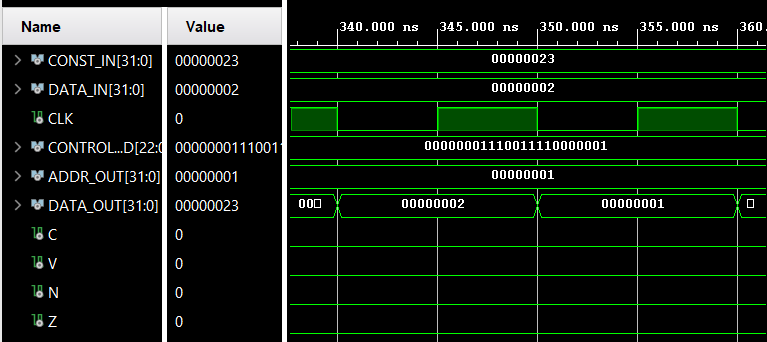 Name Value 340.000 ns 345.000 ns 350.000 ns 355.000 ns 360.
CONST_IN[31:0] 00000023 00000023
DATA_IN[31:0] 00000002 00000002
CLK 0
CONTROL...D[22:0 00000001110011 00000001110011110000001
ADDR_OUT[31:0] 00000001 00000001
DATA_OUT[31:0] 00000023 00 00000002 00000001
C 0
V 0
N 0
Z 0